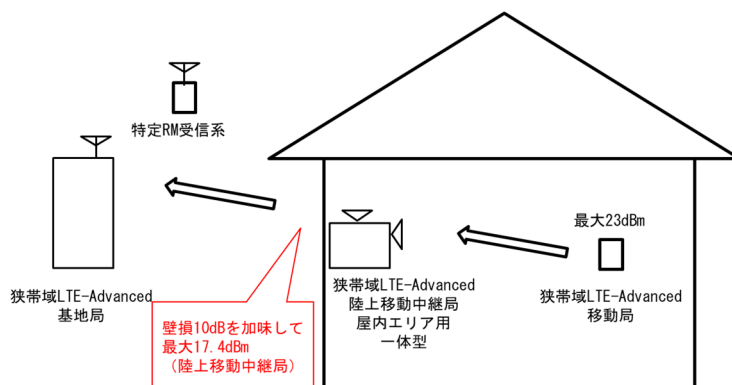 特定RM受信系
最大23dBm
狭帯域LTE-Advanced
基地局
狭帯域LTE-Advanced
陸上移動中継局
屋内エリア用
一体型
狭帯域LTE-Advanced
移動局
壁損10dBを加味して
最大17.4dBm
（陸上移動中継局）